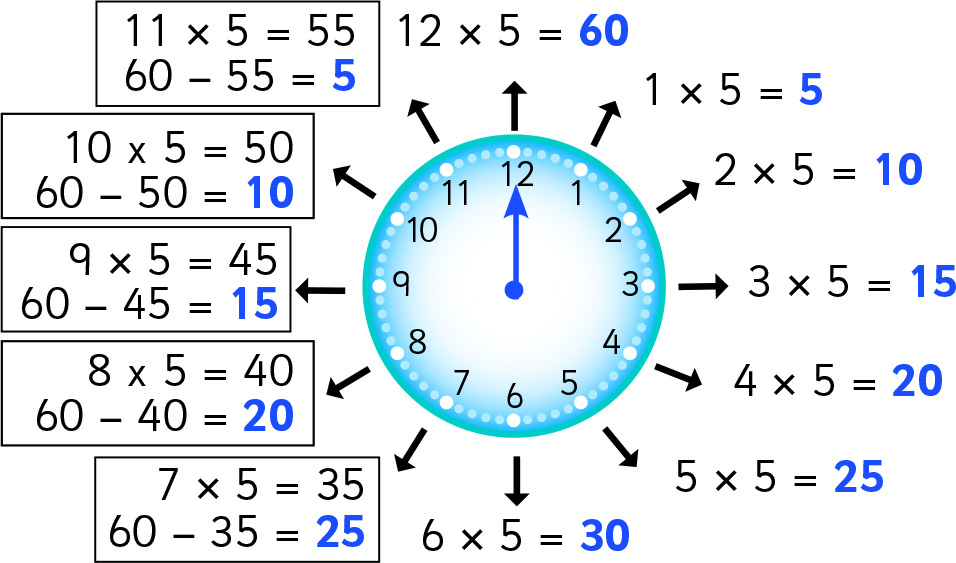 11 × 5 = 55
60 – 55 = 5
12 × 5 = 60
1 × 5 = 5
10 x 5 = 50
60 – 50 = 10
2 × 5 = 10
9 × 5 = 45
60 – 45 = 15
3 × 5 = 15
8 x 5 = 40
60 – 40 = 20
4 × 5 = 20
7 × 5 = 35
60 – 35 = 25
5 × 5 = 25
6 × 5 = 30
12
1
2
3
4
5
6
7
8
9
10
11